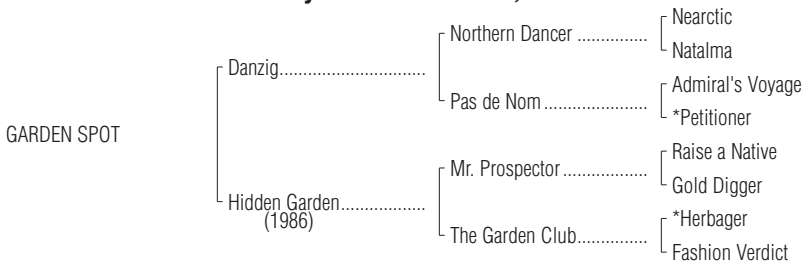 Nearctic
Northern Dancer ...............
Natalma
Danzig...............................
Admiral's Voyage
Pas de Nom......................
*Petitioner
GARDEN SPOT
Raise a Native
Mr. Prospector ..................
Gold Digger
Hidden Garden..................
(1986)
*Herbager
The Garden Club...............
Fashion Verdict